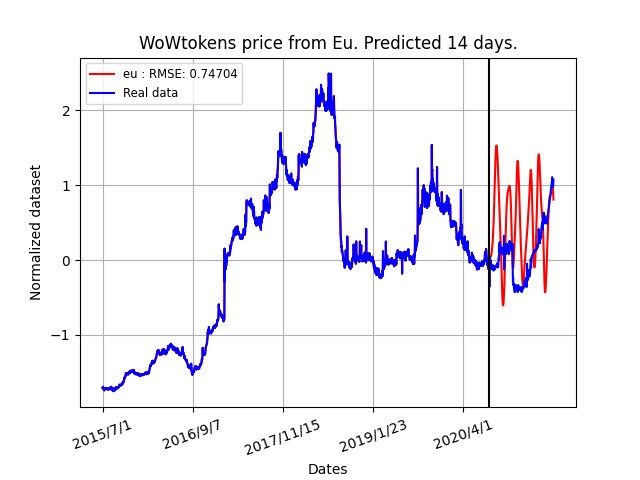 WoWtokens price from Eu. Predicted 14 days.
eu : RMSE: 0.74704
Real data
Normalized dataset
2
1
0
−1
2015/7/1
2016/9/7
2017/11/15
2019/1/23
2020/4/1
Dates